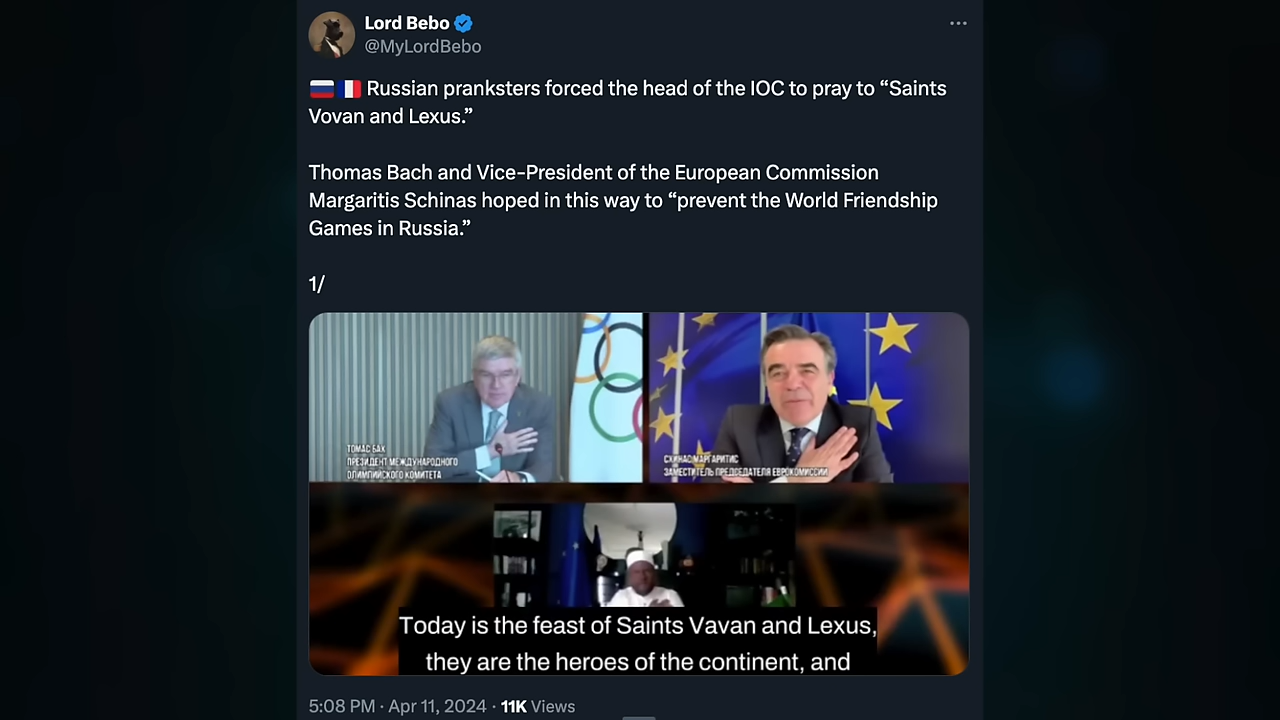 Lord Bebo
@MyLordBebo
Russian pranksters forced the head of the IOC to pray to “Saints
Vovan and Lexus.”
Thomas Bach and Vice-President of the European Commission
Margaritis Schinas hoped in this way to “prevent the World Friendship
Games in Russia.”
1/
ТОМАС БАХ
ПРЕЗИДЕНТ МЕЖДУНАРОДНОГО
ОЛИМПИЙСКОГО КОМИТЕТА
СХИНАС МАРГАРИТИС
ЗАМЕСТИТЕЛЬ ПРЕДСЕДАТЕЛЯ ЕВРОКОМИССИИ
Today is the feast of Saints Vavan and Lexus,
they are the heroes of the continent, and
5:08 PM · Apr 11, 2024 · 11K Views